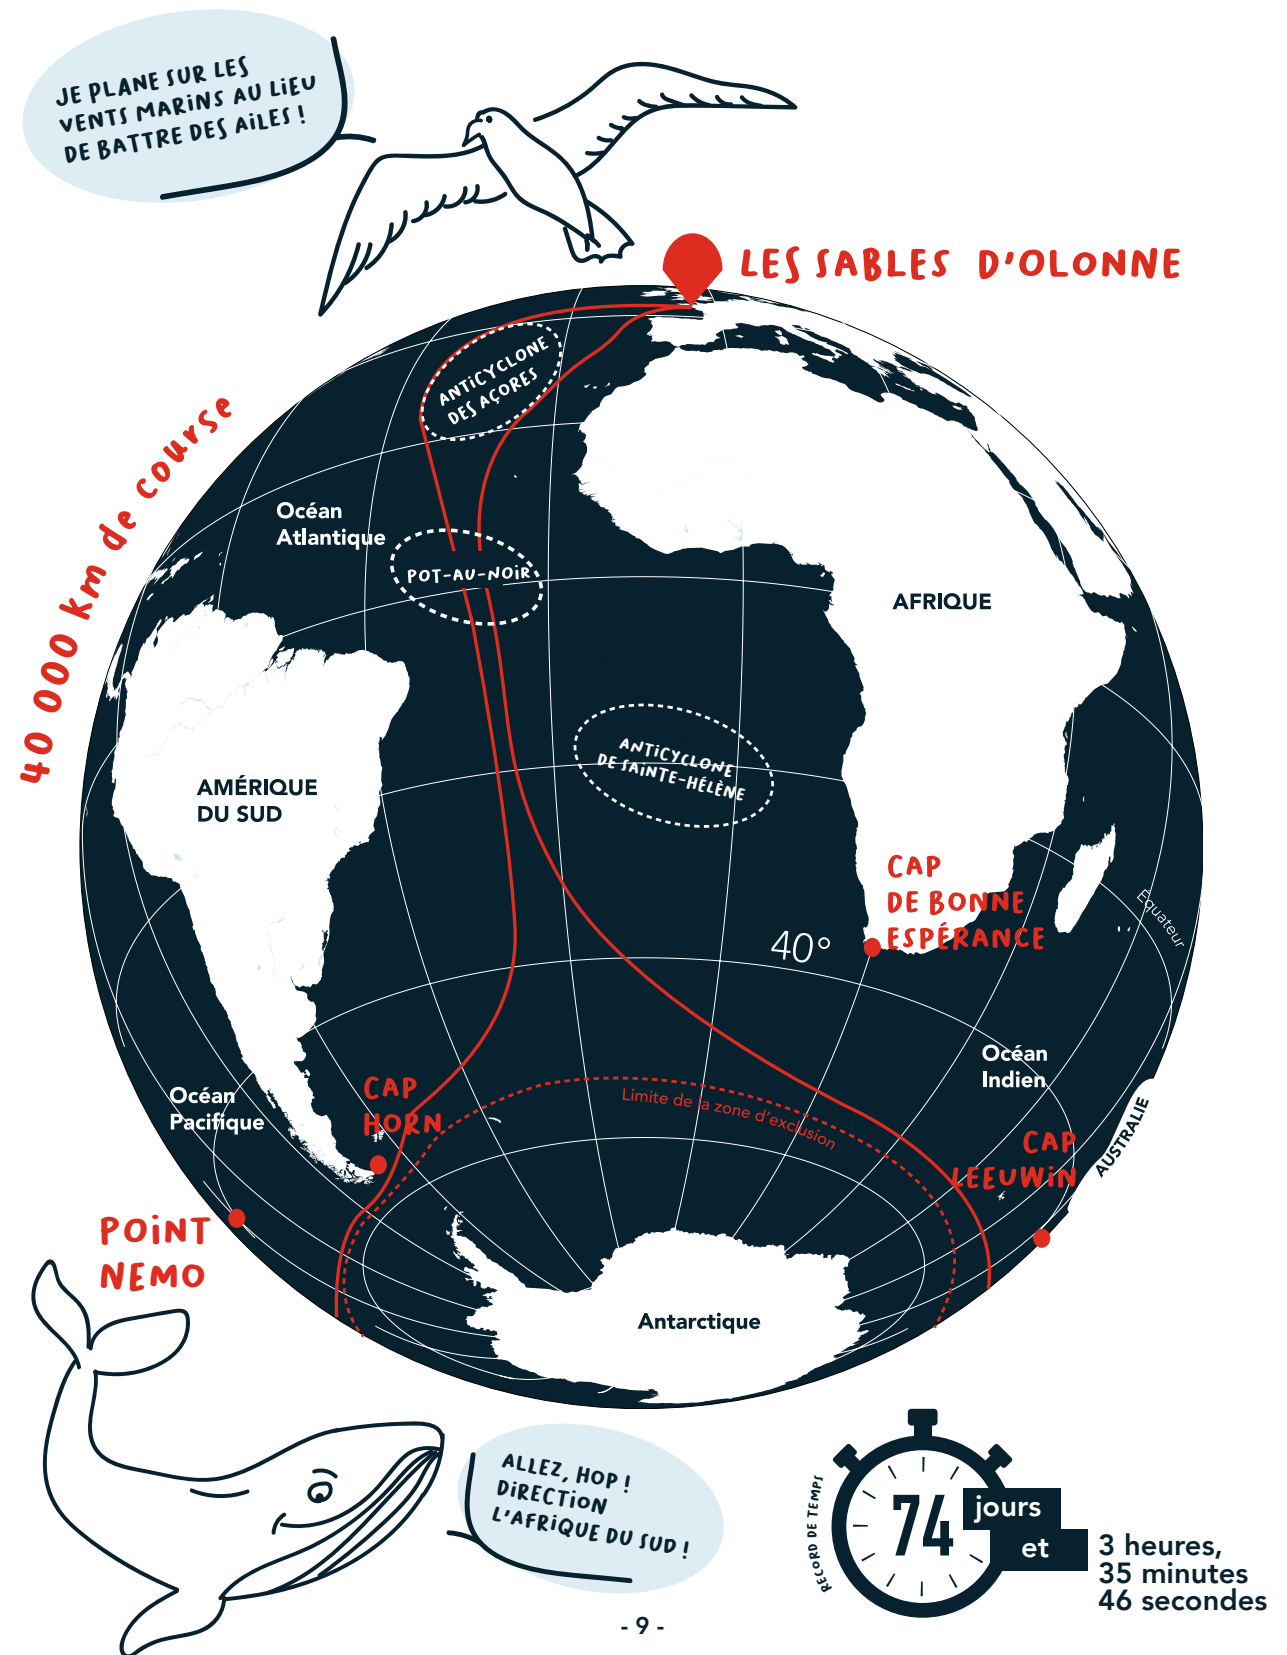 JE PLANE SUR LES
VENTS MARINS AU LIEU
DE BATTRE DES AILES !
LES SABLES D'OLONNE
40 000 km de course
ANTICYCLONE
DES AÇORES
Océan
Atlantique
POT-AU-NOIR
AFRIQUE
ANTICYCLONE
DE SAINTE-HÉLÈNE
AMÉRIQUE
DU SUD
CAP
DE BONNE
ESPÉRANCE
Équateur
40°
Océan
Indien
CAP
HORN
Océan
Pacifique
Limite de la zone d'exclusion
CAP
LEEUWIN
AUSTRALIE
POINT
NEMO
Antarctique
ALLEZ, HOP !
DIRECTION
L'AFRIQUE DU SUD !
RECORD DE TEMPS
74 jours
et
3 heures,
35 minutes
46 secondes
- 9 -